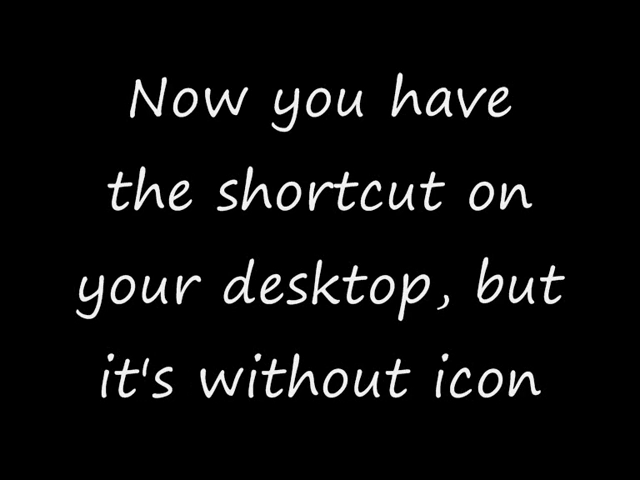 Now you have
the shortcut on
your desktop, but
it's without icon